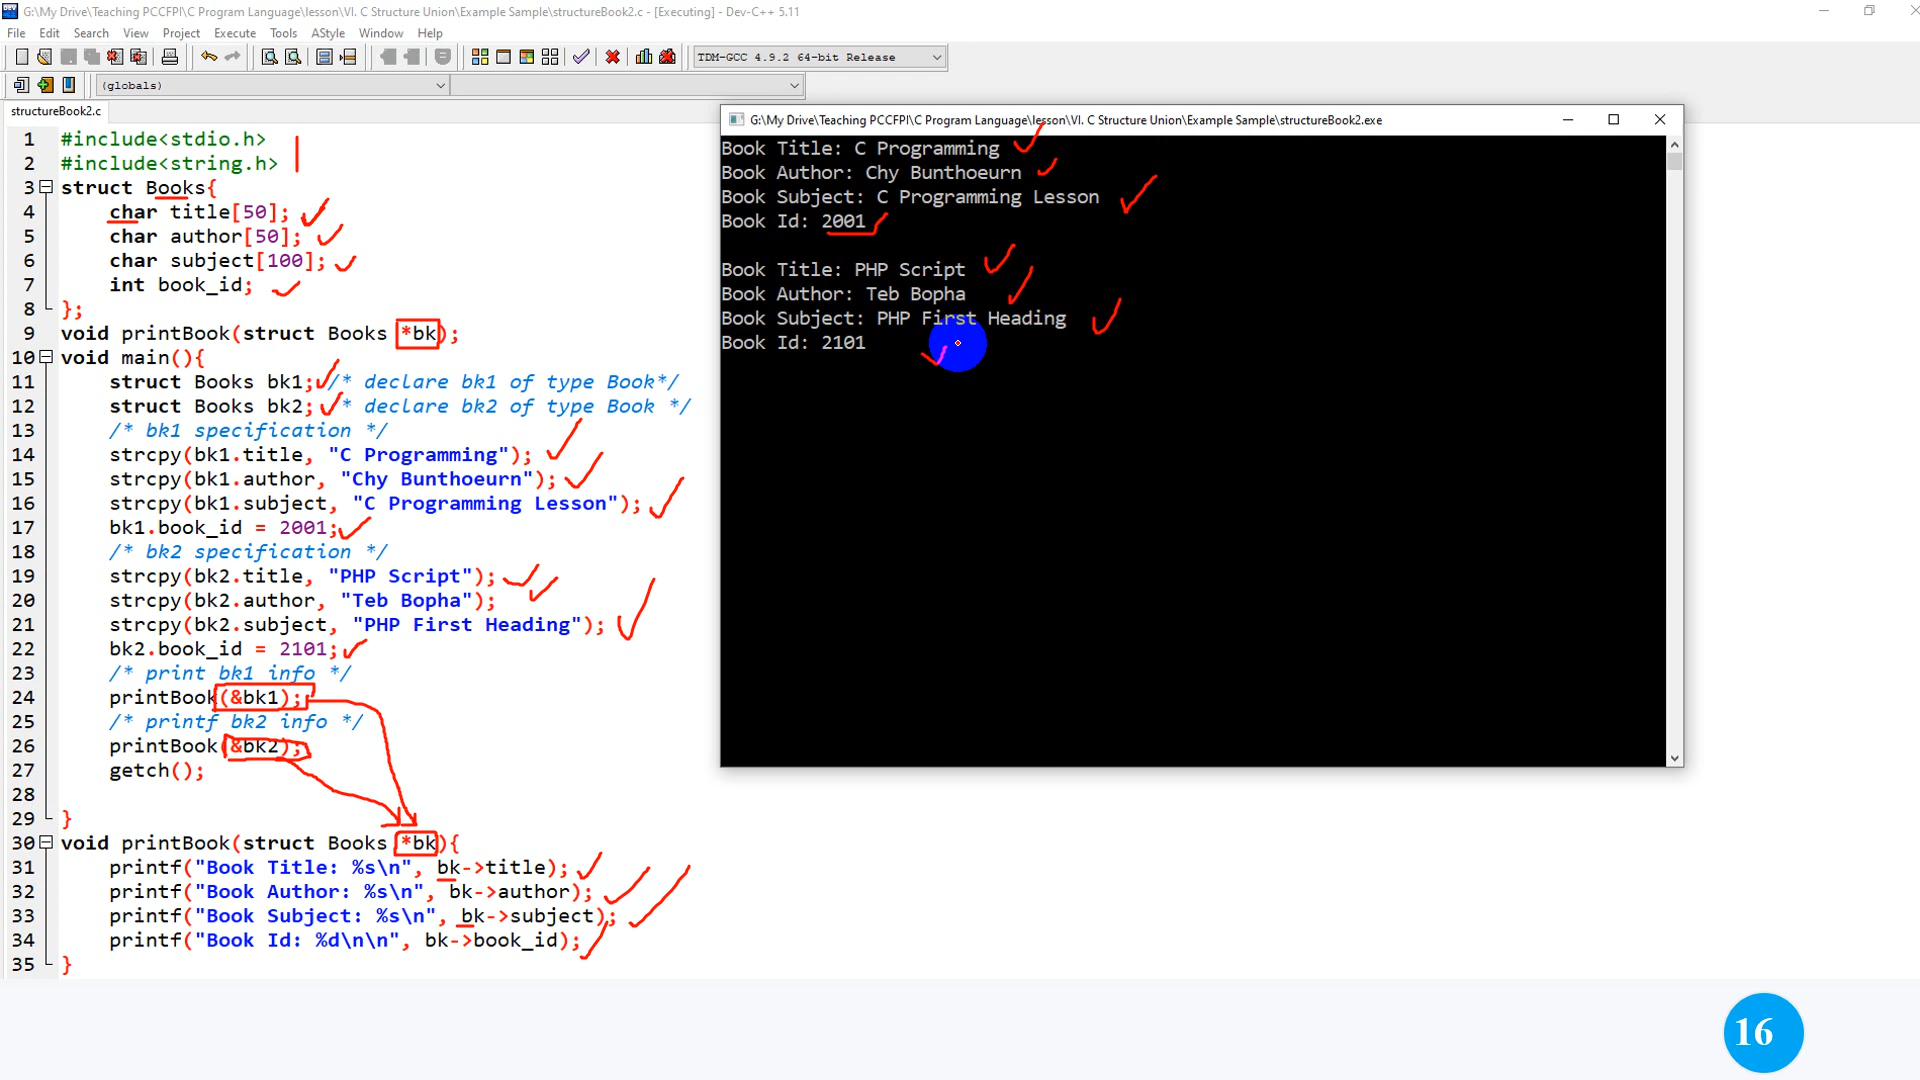 G:\My Drive\Teaching PCCFPI\C Program Language\lesson\VI. C Structure Union\Example Sample\structureBook2.c - [Executing] - Dev-C++ 5.11
File Edit Search View Project Execute Tools AStyle Window Help
TDM-GCC 4.9.2 64-bit Release
(globals)
structureBook2.c
1 #include<stdio.h>
2 #include<string.h>
3 struct Books{
4 char title[50];
5 char author[50];
6 char subject[100];
7 int book_id;
8 };
9 void printBook(struct Books *bk);
10 void main(){
11 struct Books bk1; /* declare bk1 of type Book*/
12 struct Books bk2; /* declare bk2 of type Book */
13 /* bk1 specification */
14 strcpy(bk1.title, "C Programming");
15 strcpy(bk1.author, "Chy Bunthoeurn");
16 strcpy(bk1.subject, "C Programming Lesson");
17 bk1.book_id = 2001;
18 /* bk2 specification */
19 strcpy(bk2.title, "PHP Script");
20 strcpy(bk2.author, "Teb Bopha");
21 strcpy(bk2.subject, "PHP First Heading");
22 bk2.book_id = 2101;
23 /* print bk1 info */
24 printBook(&bk1);
25 /* printf bk2 info */
26 printBook(&bk2);
27 getch();
28
29 }
30 void printBook(struct Books *bk){
31 printf("Book Title: %s\n", bk->title);
32 printf("Book Author: %s\n", bk->author);
33 printf("Book Subject: %s\n", bk->subject);
34 printf("Book Id: %d\n\n", bk->book_id);
35 }
G:\My Drive\Teaching PCCFPI\C Program Language\lesson\VI. C Structure Union\Example Sample\structureBook2.exe
Book Title: C Programming
Book Author: Chy Bunthoeurn
Book Subject: C Programming Lesson
Book Id: 2001
Book Title: PHP Script
Book Author: Teb Bopha
Book Subject: PHP First Heading
Book Id: 2101
16